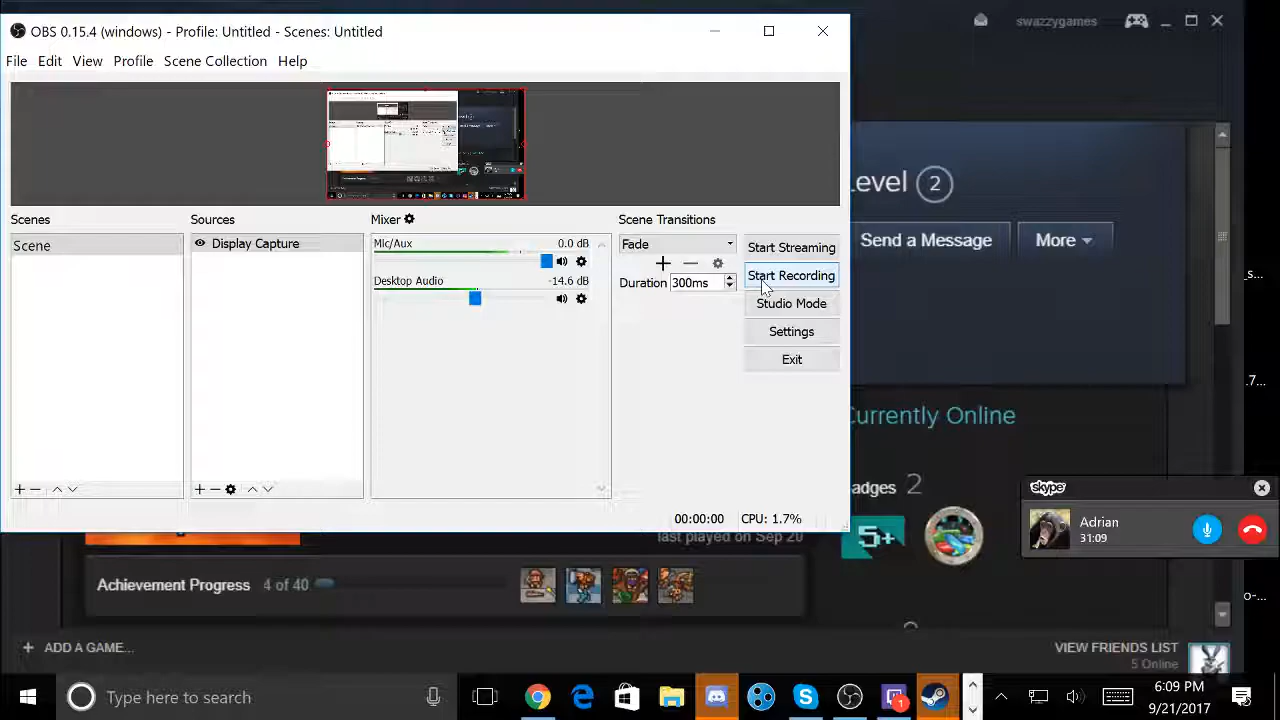 OBS 0.15.4 (windows) - Profile: Untitled - Scenes: Untitled
swazzygames
File Edit View Profile Scene Collection Help
Level 2
Send a Message More
Scenes
Sources
Mixer
Scene Transitions
Scene
Display Capture
Mic/Aux 0.0 dB
Desktop Audio -14.6 dB
Fade
Duration 300ms
Start Streaming
Start Recording
Studio Mode
Settings
Exit
00:00:00 CPU: 1.7%
Currently Online
adges 2
5+
skype
Adrian
31:09
last played on Sep 20
Achievement Progress 4 of 40
+ ADD A GAME...
VIEW FRIENDS LIST
5 Online
Type here to search
1
6:09 PM
9/21/2017